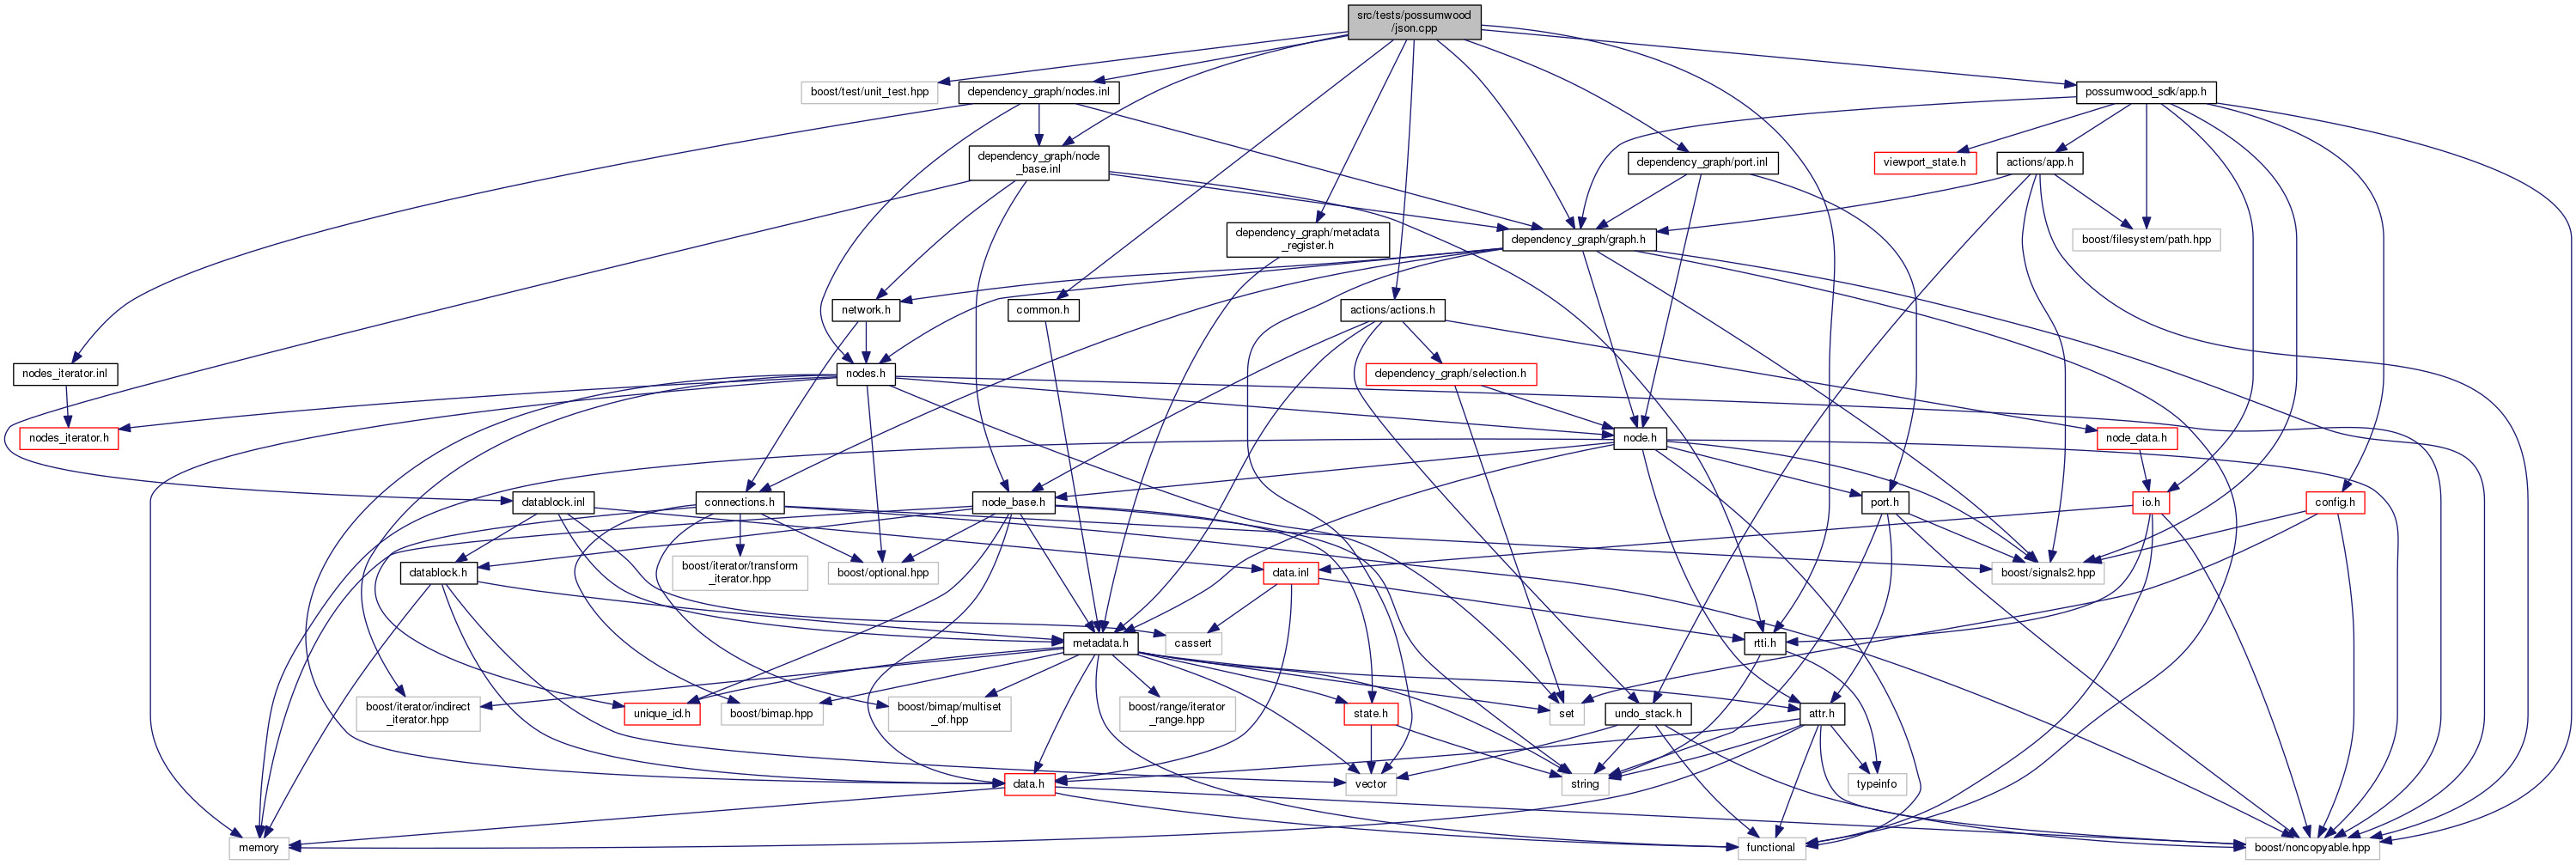 src/tests/possumwood
/json.cpp
boost/test/unit_test.hpp
dependency_graph/nodes.inl
possumwood_sdk/app.h
dependency_graph/node
_base.inl
dependency_graph/port.inl
viewport_state.h
actions/app.h
dependency_graph/metadata
_register.h
dependency_graph/graph.h
boost/filesystem/path.hpp
network.h
common.h
actions/actions.h
nodes_iterator.inl
nodes.h
dependency_graph/selection.h
nodes_iterator.h
node.h
node_data.h
datablock.inl
connections.h
node_base.h
port.h
io.h
config.h
datablock.h
boost/iterator/transform
_iterator.hpp
boost/optional.hpp
data.inl
boost/signals2.hpp
metadata.h
cassert
rtti.h
boost/iterator/indirect
_iterator.hpp
unique_id.h
boost/bimap.hpp
boost/bimap/multiset
_of.hpp
boost/range/iterator
_range.hpp
state.h
set
undo_stack.h
attr.h
data.h
vector
string
typeinfo
memory
functional
boost/noncopyable.hpp